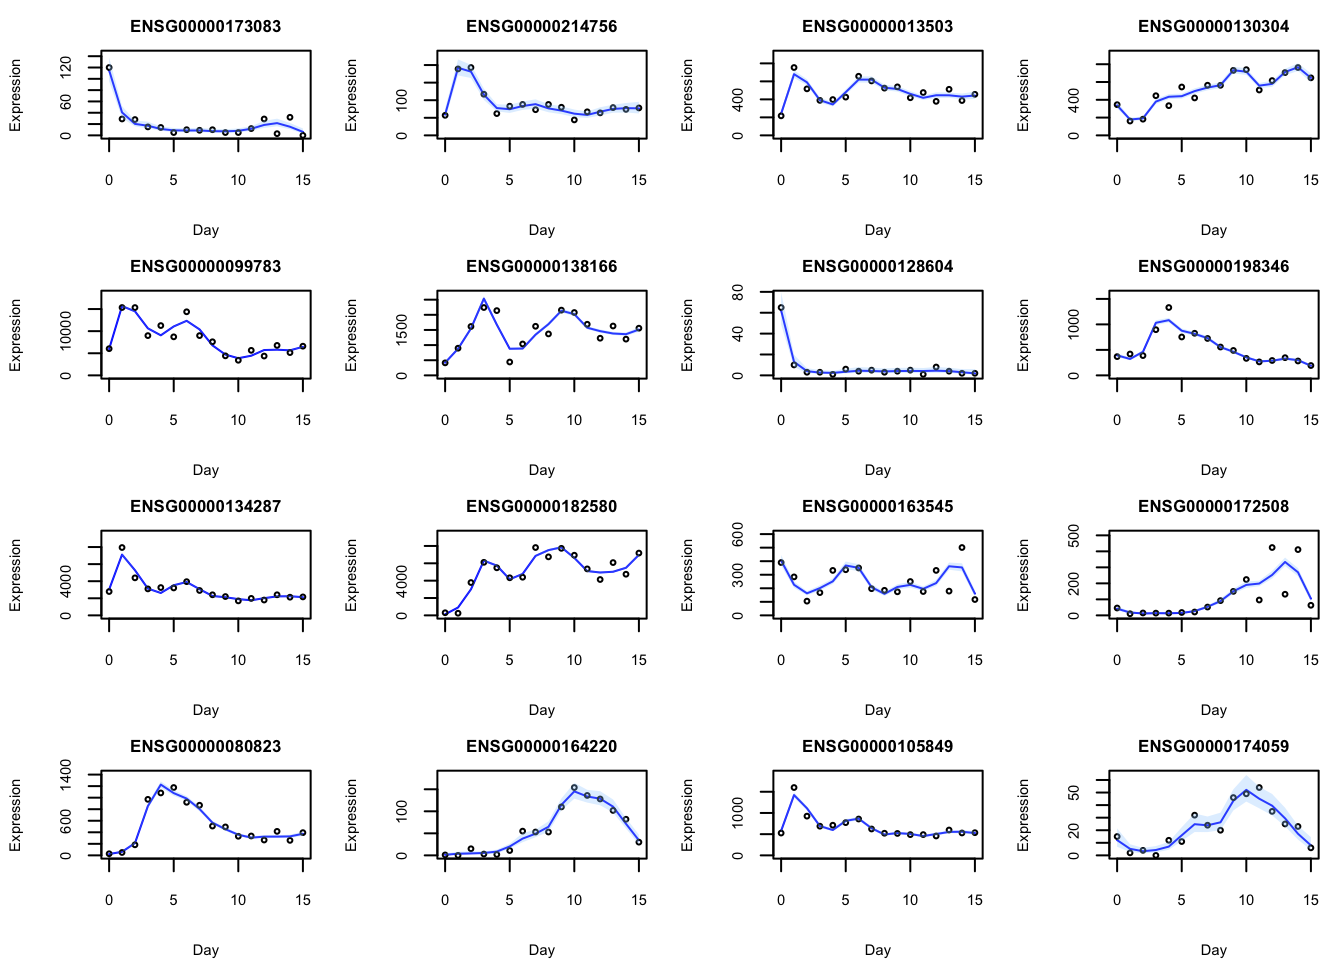 ENSG00000173083 ENSG00000214756 ENSG00000013503 ENSG00000130304
Expression Expression Expression Expression
0 60 120 0 100 0 400 0 400
0 5 10 15 0 5 10 15 0 5 10 15 0 5 10 15
Day Day Day Day
ENSG00000099783 ENSG00000138166 ENSG00000128604 ENSG00000198346
Expression Expression Expression Expression
0 10000 0 1500 0 40 80 0 1000
0 5 10 15 0 5 10 15 0 5 10 15 0 5 10 15
Day Day Day Day
ENSG00000134287 ENSG00000182580 ENSG00000163545 ENSG00000172508
Expression Expression Expression Expression
0 4000 0 4000 0 300 600 0 200 500
0 5 10 15 0 5 10 15 0 5 10 15 0 5 10 15
Day Day Day Day
ENSG00000080823 ENSG00000164220 ENSG00000105849 ENSG00000174059
Expression Expression Expression Expression
0 600 1400 0 100 0 1000 0 20 50
0 5 10 15 0 5 10 15 0 5 10 15 0 5 10 15
Day Day Day Day